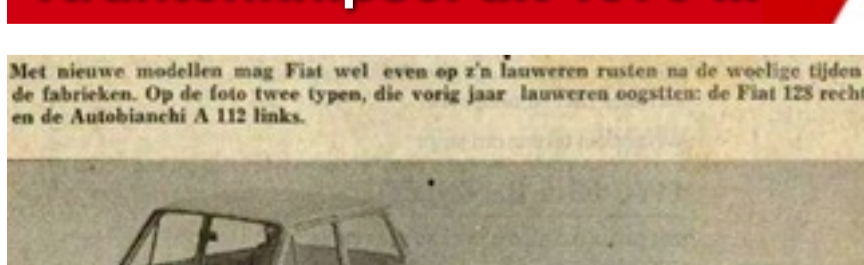 Met nieuwe modellen mag Fiat wel even op z'n lauweren rusten na de woelige tijden
de fabrieken. Op de foto twee typen, die vorig jaar lauweren oogstten: de Fiat 128 recht
en de Autobianchi A 112 links.